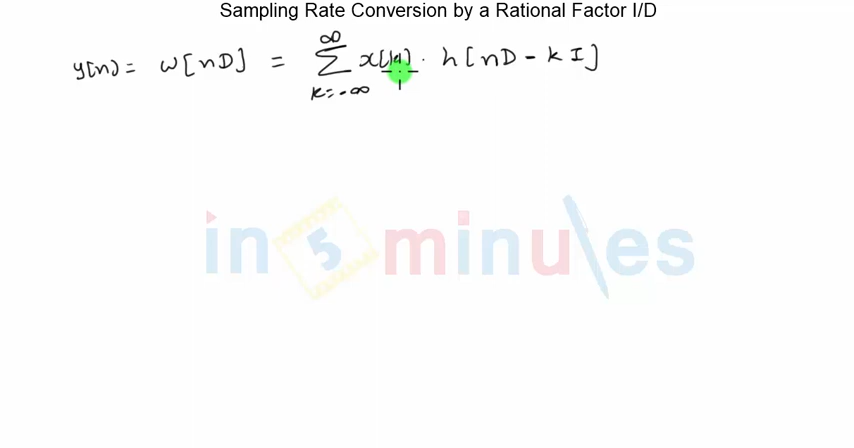 Sampling Rate Conversion by a Rational Factor I/D
y[n] = w[nD] = ∞ Σ k=-∞ x[k] · h[nD - kI]
in 5 minutes